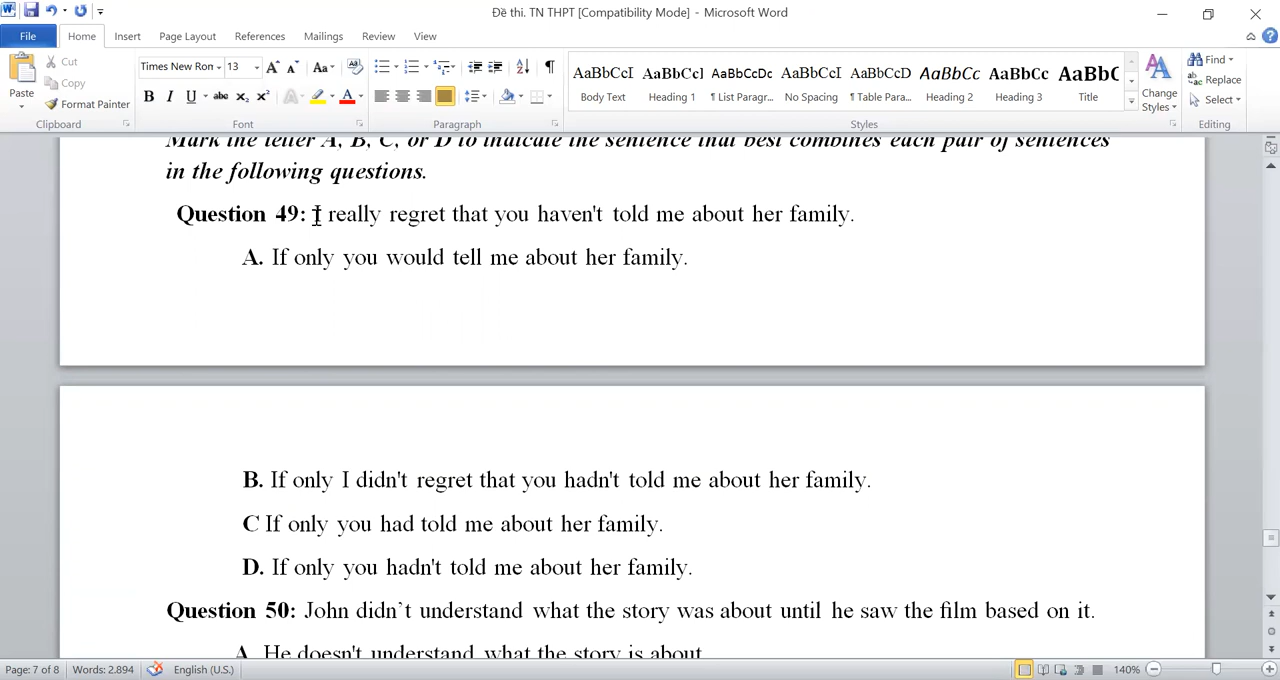 Đề thi. TN THPT [Compatibility Mode] - Microsoft Word
File Home Insert Page Layout References Mailings Review View
Paste
Cut
Copy
Format Painter
Clipboard
Times New Ron 13
Font
Paragraph
AaBbCcI AaBbCc] AaBbCcDc AaBbCcI AaBbCcD AaBbCc AaBbCc AaBbC
Body Text Heading 1 ¶ List Paragr... No Spacing ¶ Table Para... Heading 2 Heading 3 Title
Styles
Change Styles
Find
Replace
Select
Editing
Mark the letter A, B, C, or D to indicate the sentence that best combines each pair of sentences
in the following questions.
Question 49: I really regret that you haven't told me about her family.
A. If only you would tell me about her family.
B. If only I didn't regret that you hadn't told me about her family.
C If only you had told me about her family.
D. If only you hadn't told me about her family.
Question 50: John didn’t understand what the story was about until he saw the film based on it.
A. He doesn't understand what the story is about
Page: 7 of 8 Words: 2.894 English (U.S.) 140%